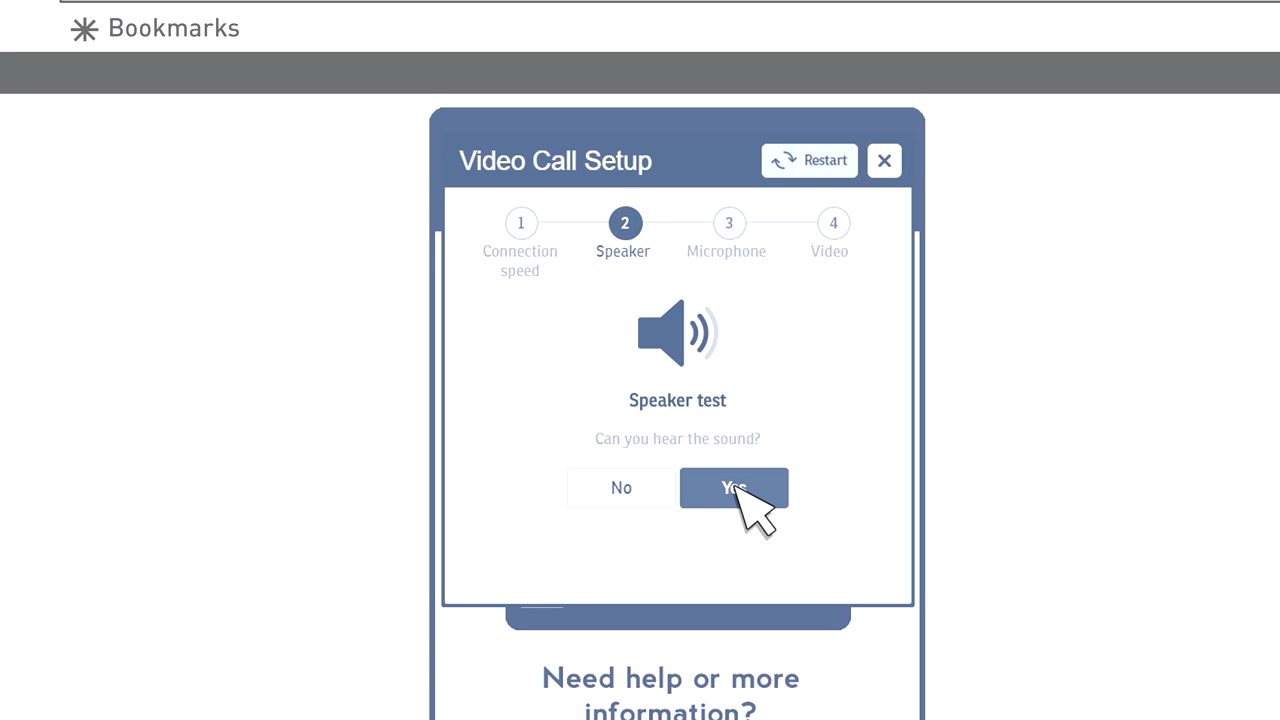 Bookmarks
Video Call Setup
Restart
1
2
3
4
Connection
speed
Speaker
Microphone
Video
Speaker test
Can you hear the sound?
No
Yes
Need help or more
information?